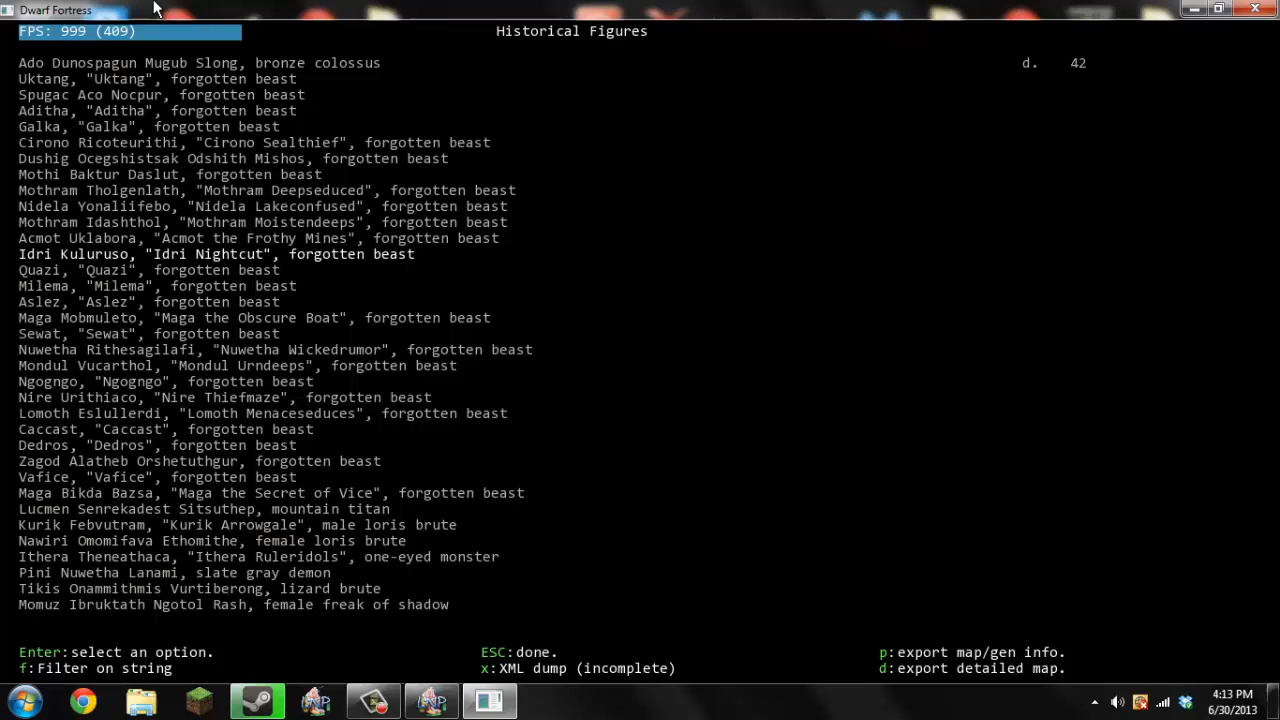 Dwarf Fortress
FPS: 999 (409) Historical Figures
Ado Dunospagun Mugub Slong, bronze colossus d. 42
Uktang, "Uktang", forgotten beast
Spugac Aco Nocpur, forgotten beast
Aditha, "Aditha", forgotten beast
Galka, "Galka", forgotten beast
Cirono Ricoteurithi, "Cirono Sealthief", forgotten beast
Dushig Ocegshistsak Odshith Mishos, forgotten beast
Mothi Baktur Daslut, forgotten beast
Mothram Tholgenlath, "Mothram Deepseduced", forgotten beast
Nidela Yonaliifebo, "Nidela Lakeconfused", forgotten beast
Mothram Idashthol, "Mothram Moistendeeps", forgotten beast
Acmot Uklabora, "Acmot the Frothy Mines", forgotten beast
Idri Kuluruso, "Idri Nightcut", forgotten beast
Quazi, "Quazi", forgotten beast
Milema, "Milema", forgotten beast
Aslez, "Aslez", forgotten beast
Maga Mobmuleto, "Maga the Obscure Boat", forgotten beast
Sewat, "Sewat", forgotten beast
Nuwetha Rithesagilafi, "Nuwetha Wickedrumor", forgotten beast
Mondul Vucarthol, "Mondul Urndeeps", forgotten beast
Ngogngo, "Ngogngo", forgotten beast
Nire Urithiaco, "Nire Thiefmaze", forgotten beast
Lomoth Eslullerdi, "Lomoth Menaceseduces", forgotten beast
Caccast, "Caccast", forgotten beast
Dedros, "Dedros", forgotten beast
Zagod Alatheb Orshetuthgur, forgotten beast
Vafice, "Vafice", forgotten beast
Maga Bikda Bazsa, "Maga the Secret of Vice", forgotten beast
Lucmen Senrekadest Sitsuthep, mountain titan
Kurik Febvutram, "Kurik Arrowgale", male loris brute
Nawiri Omomifava Ethomithe, female loris brute
Ithera Theneathaca, "Ithera Ruleridols", one-eyed monster
Pini Nuwetha Lanami, slate gray demon
Tikis Onammithmis Vurtiberong, lizard brute
Momuz Ibruktath Ngotol Rash, female freak of shadow
Enter:select an option. ESC:done. p:export map/gen info.
f:Filter on string x:XML dump (incomplete) d:export detailed map.
4:13 PM
6/30/2013